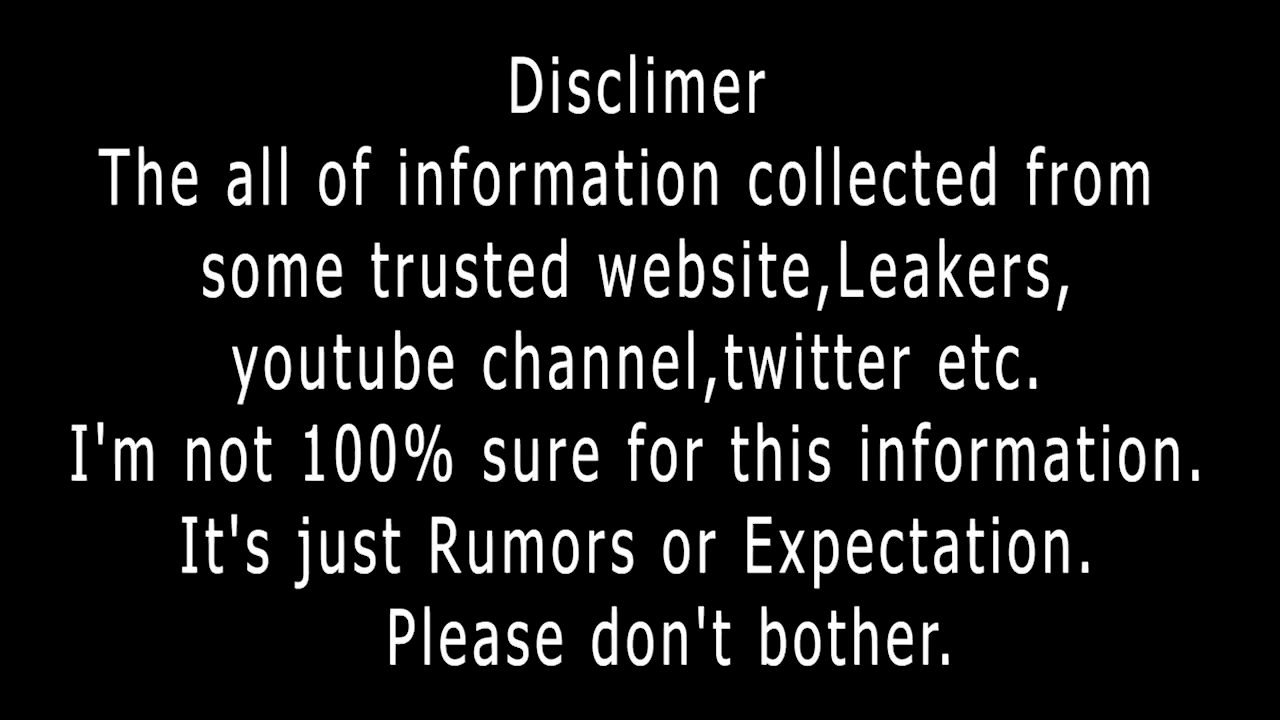 Disclimer
The all of information collected from
some trusted website,Leakers,
youtube channel,twitter etc.
I'm not 100% sure for this information.
It's just Rumors or Expectation.
Please don't bother.